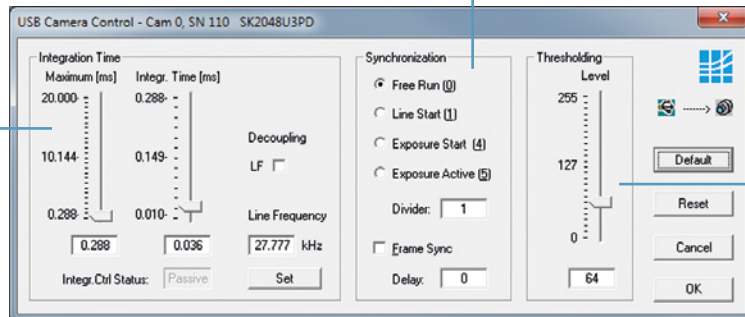 USB Camera Control - Cam 0, SN 110   SK2048U3PD
Integration Time
Maximum [ms]
Integr. Time [ms]
20.000-
10.144-
0.288-
0.288
0.288-
0.149-
0.010-
0.036
Decoupling
LF
Line Frequency
27.777 kHz
Integr.Ctrl Status: Passive
Set
Synchronization
Free Run (0)
Line Start (1)
Exposure Start (4)
Exposure Active (5)
Divider: 1
Frame Sync
Delay: 0
Thresholding
Level
255 -
127 -
0 -
64
----->
Default
Reset
Cancel
OK